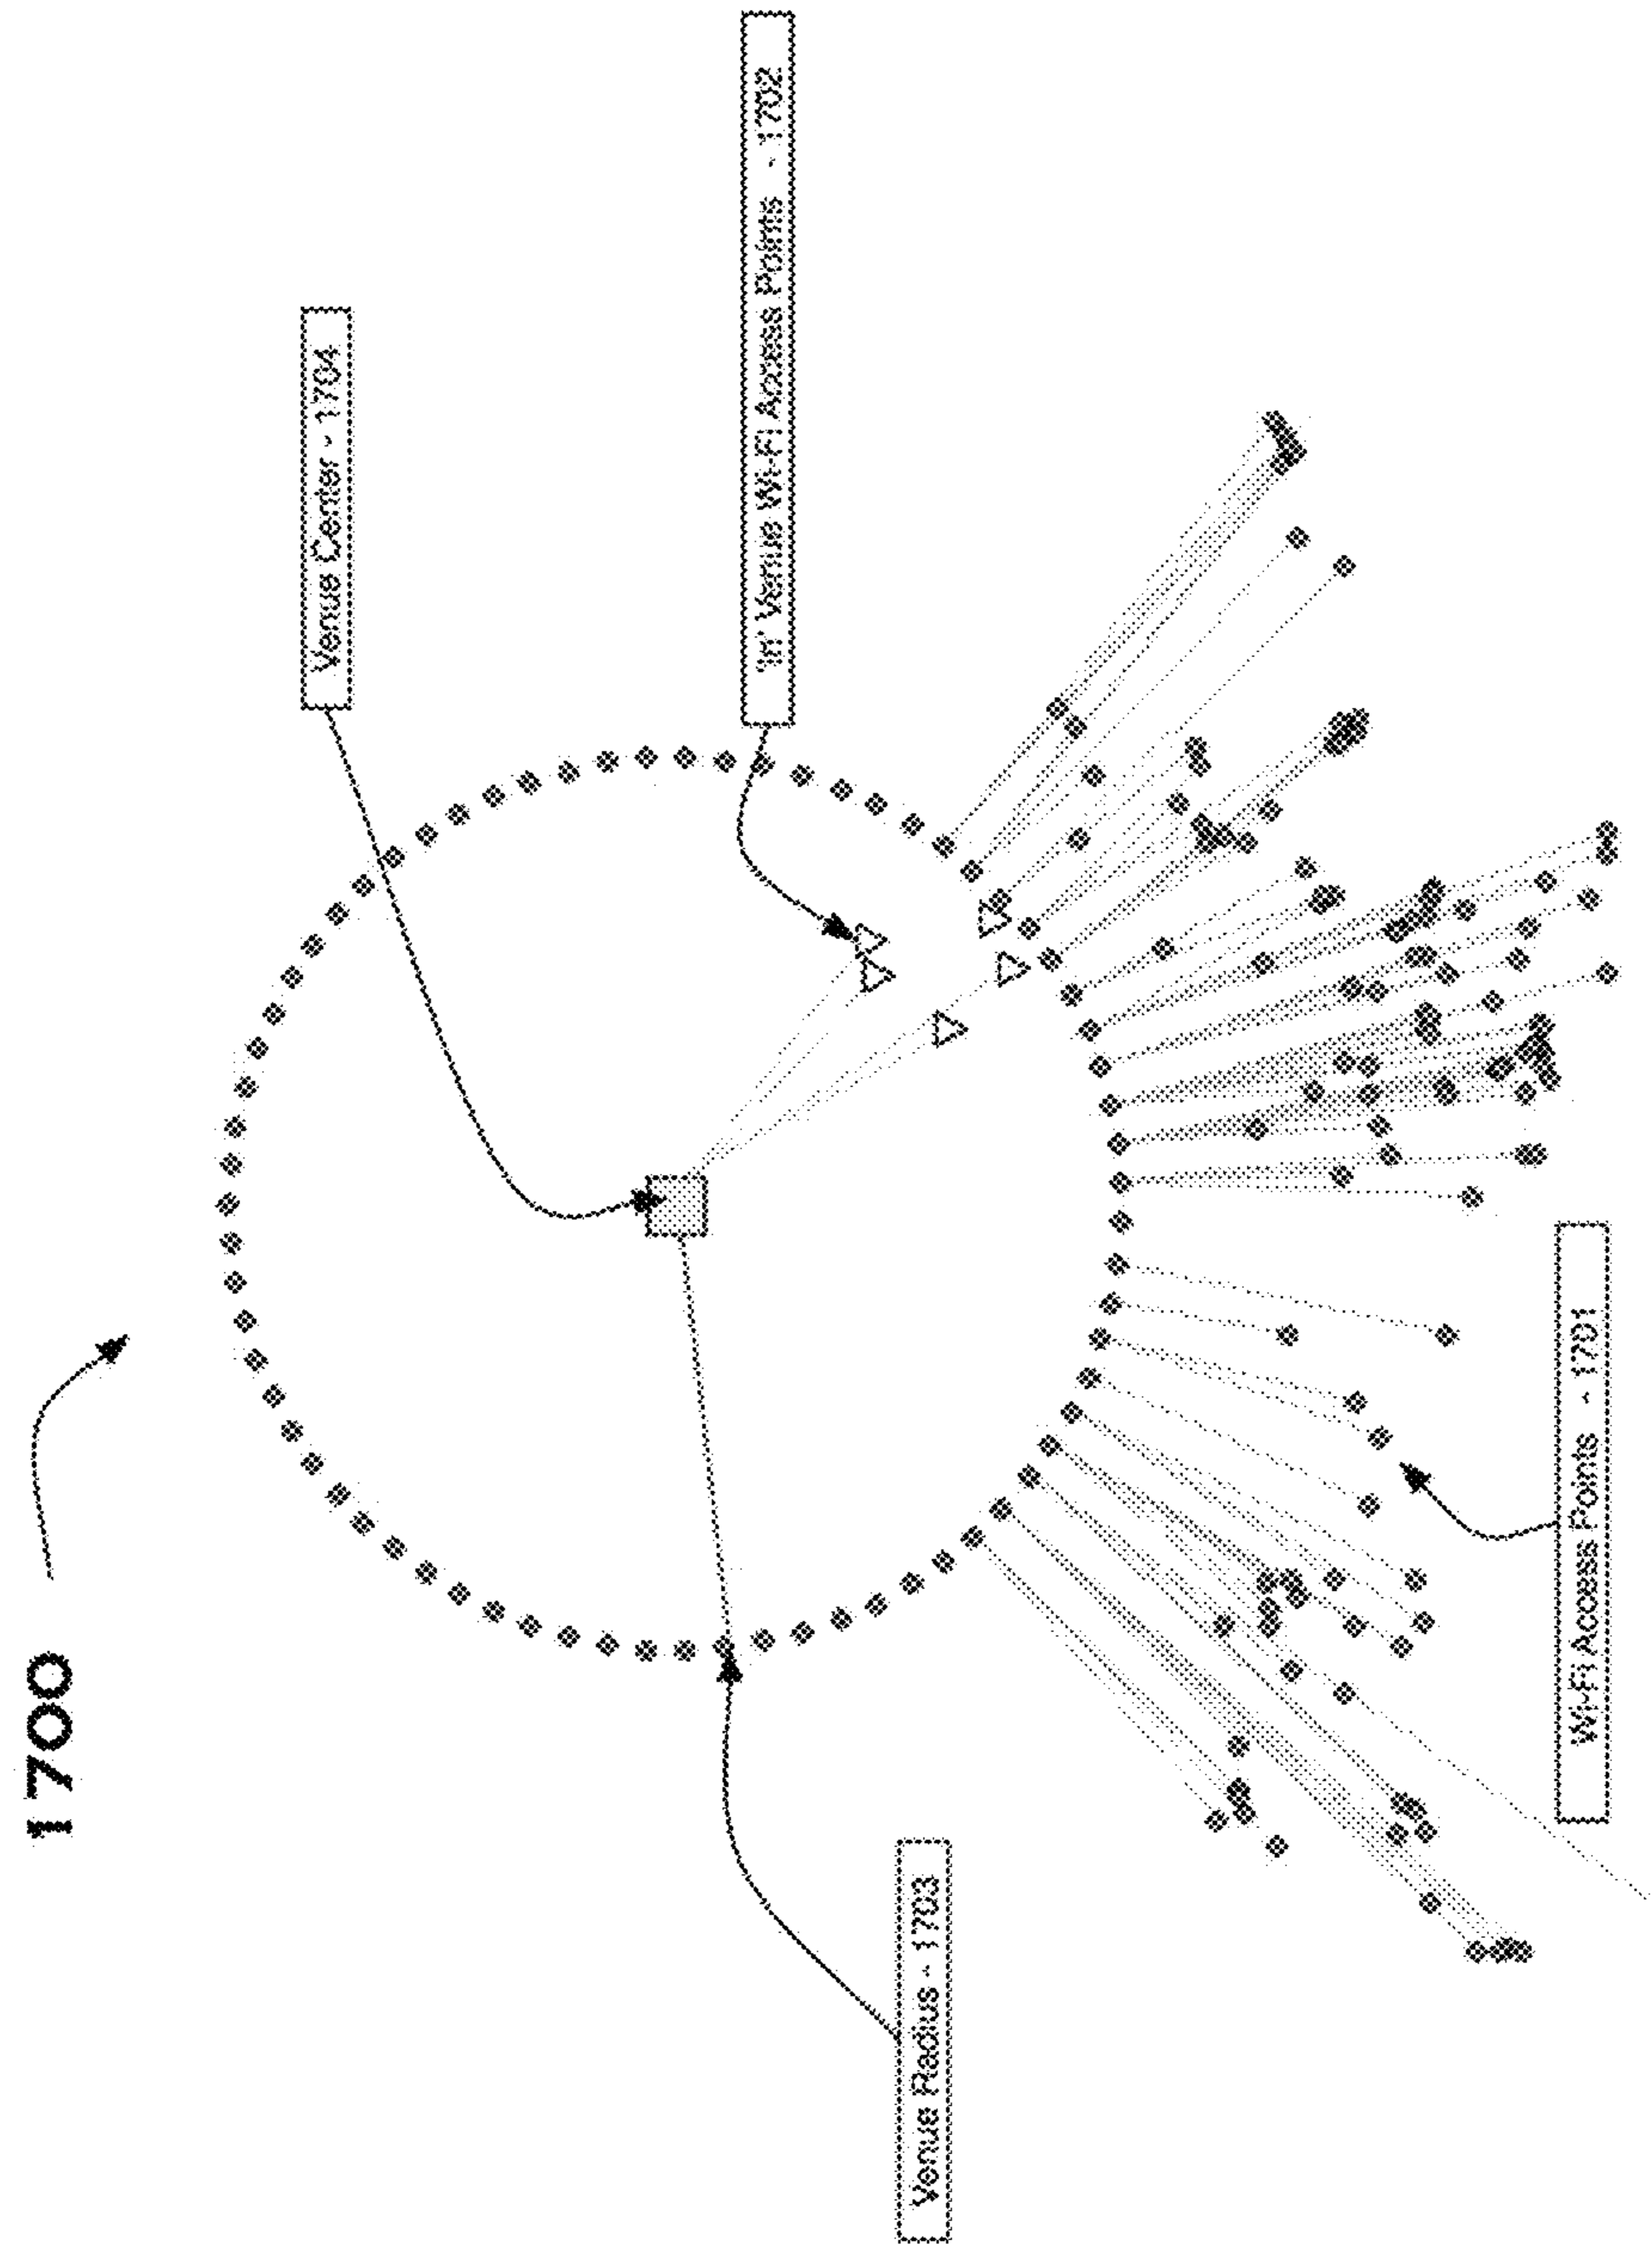 1700
Venue Center - 1704
'In' Venue Wi-Fi Access Points - 1702
Venue Radius - 1703
Wi-Fi Access Points - 1701